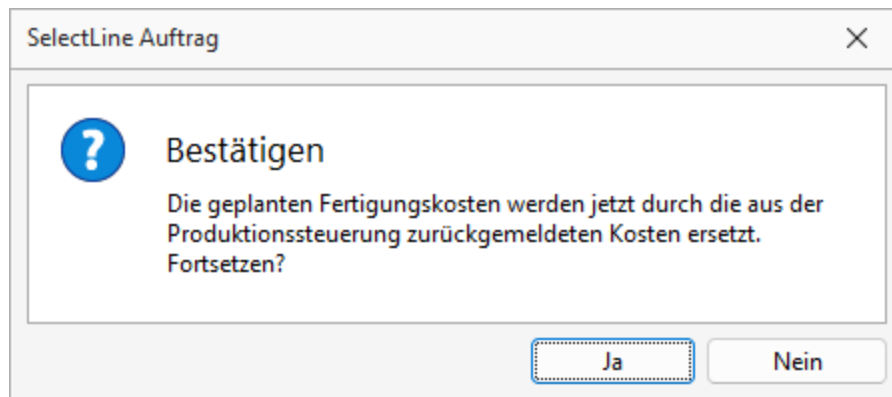 SelectLine Auftrag
Bestätigen
Die geplanten Fertigungskosten werden jetzt durch die aus der
Produktionssteuerung zurückgemeldeten Kosten ersetzt.
Fortsetzen?
Ja
Nein